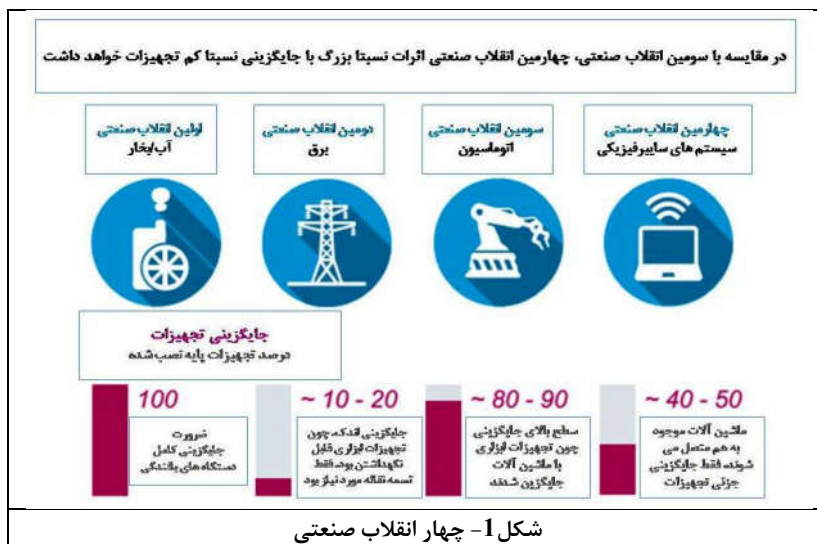 در مقایسه با سومین انقلاب صنعتی، چهارمین انقلاب صنعتی اثرات نسبتا بزرگ با جایگزینی نسبتا کم تجهیزات خواهد داشت
اولین انقلاب صنعتی
آب/بخار
دومین انقلاب صنعتی
برق
سومین انقلاب صنعتی
اتوماسیون
چهارمین انقلاب صنعتی
سیستم های سایبرفیزیکی
جایگزینی تجهیزات
درصد تجهیزات پایه نصب‌شده
100
ضرورت
جایگزینی کامل
دستگاه های بافندگی
~ 10 - 20
جایگزینی اندک، چون
تجهیزات ابزاری قابل
نگهداشتن بود، فقط
تسمه نقاله مورد نیاز بود
~ 80 - 90
سطح بالای جایگزینی
چون تجهیزات ابزاری
با ماشین آلات
جایگزین شدند
~ 40 - 50
ماشین آلات موجود
به هم متصل می
شوند، فقط جایگزینی
جزئی تجهیزات
شکل1- چهار انقلاب صنعتی